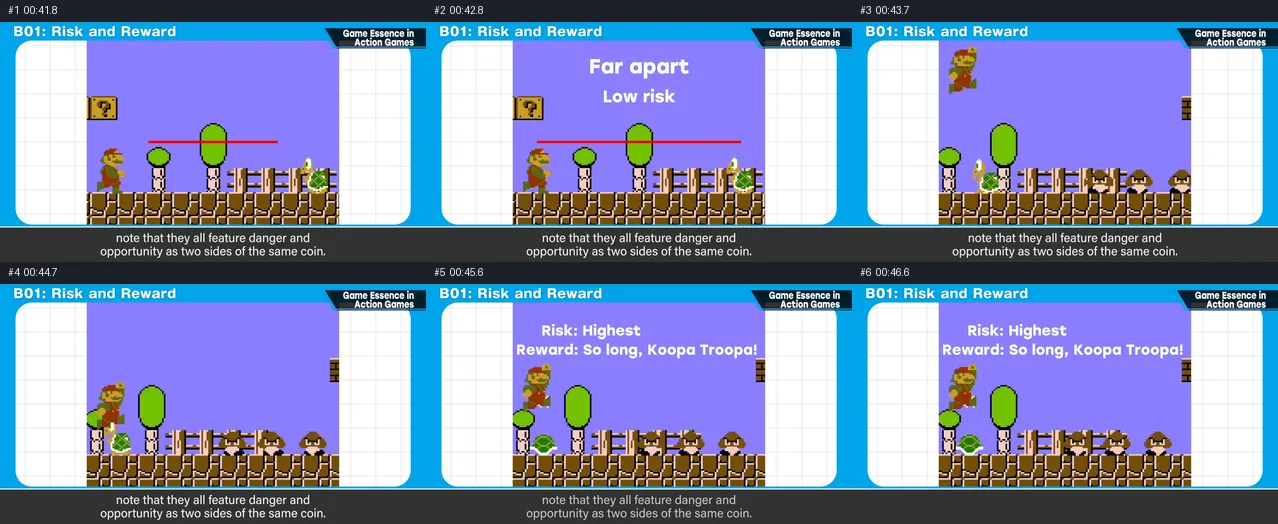 #1 00:41.8
B01: Risk and Reward
Game Essence in
Action Games
?
note that they all feature danger and
opportunity as two sides of the same coin.
#2 00:42.8
B01: Risk and Reward
Game Essence in
Action Games
Far apart
Low risk
?
note that they all feature danger and
opportunity as two sides of the same coin.
#3 00:43.7
B01: Risk and Reward
Game Essence in
Action Games
note that they all feature danger and
opportunity as two sides of the same coin.
#4 00:44.7
B01: Risk and Reward
Game Essence in
Action Games
note that they all feature danger and
opportunity as two sides of the same coin.
#5 00:45.6
B01: Risk and Reward
Game Essence in
Action Games
Risk: Highest
Reward: So long, Koopa Troopa!
note that they all feature danger and
opportunity as two sides of the same coin.
#6 00:46.6
B01: Risk and Reward
Game Essence in
Action Games
Risk: Highest
Reward: So long, Koopa Troopa!
note that they all feature danger and
opportunity as two sides of the same coin.